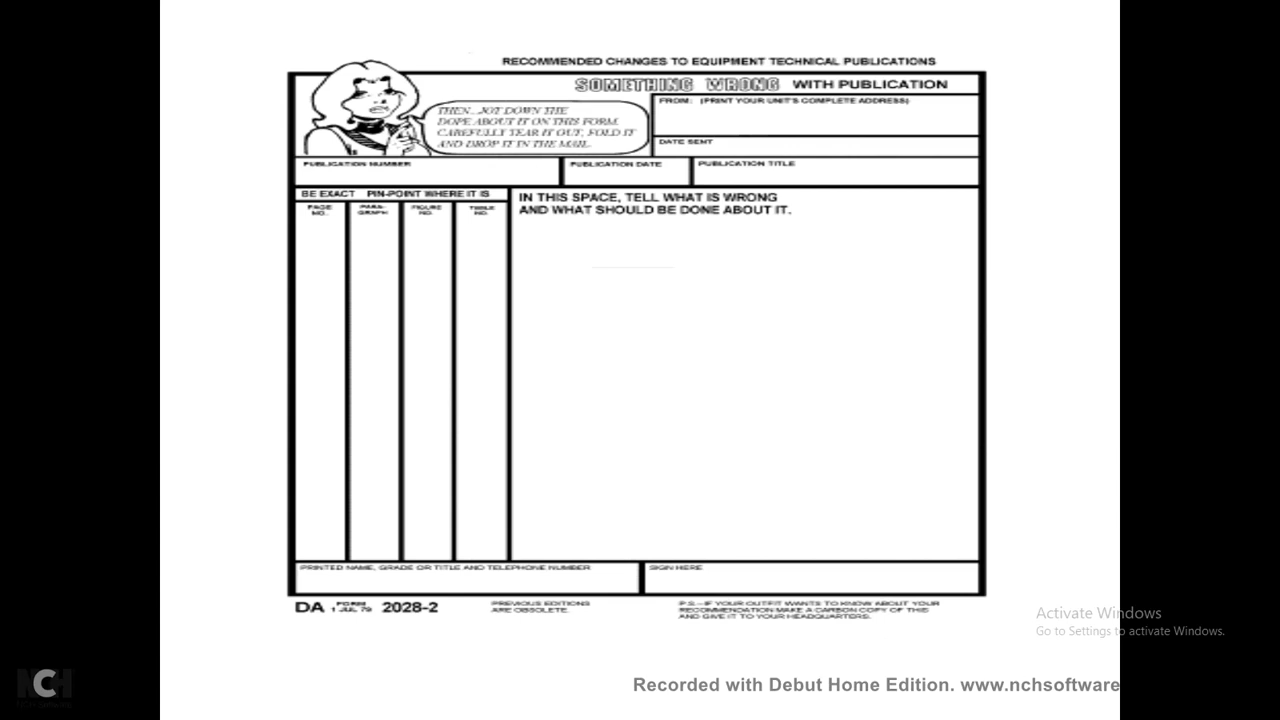 RECOMMENDED CHANGES TO EQUIPMENT TECHNICAL PUBLICATIONS
SOMETHING WRONG WITH PUBLICATION
THEN...JOT DOWN THE
DOPE ABOUT IT ON THIS FORM.
CAREFULLY TEAR IT OUT, FOLD IT
AND DROP IT IN THE MAIL.
FROM: (PRINT YOUR UNIT'S COMPLETE ADDRESS)
DATE SENT
PUBLICATION NUMBER
PUBLICATION DATE
PUBLICATION TITLE
BE EXACT PIN-POINT WHERE IT IS
PAGE
NO.
PARA-
GRAPH
FIGURE
NO.
TABLE
NO.
IN THIS SPACE, TELL WHAT IS WRONG
AND WHAT SHOULD BE DONE ABOUT IT.
PRINTED NAME, GRADE OR TITLE AND TELEPHONE NUMBER
SIGN HERE
DA FORM 1 JUL 79 2028-2
PREVIOUS EDITIONS
ARE OBSOLETE.
P.S.--IF YOUR OUTFIT WANTS TO KNOW ABOUT YOUR
RECOMMENDATION MAKE A CARBON COPY OF THIS
AND GIVE IT TO YOUR HEADQUARTERS.
Activate Windows
Go to Settings to activate Windows.
NCH
Recorded with Debut Home Edition. www.nchsoftware